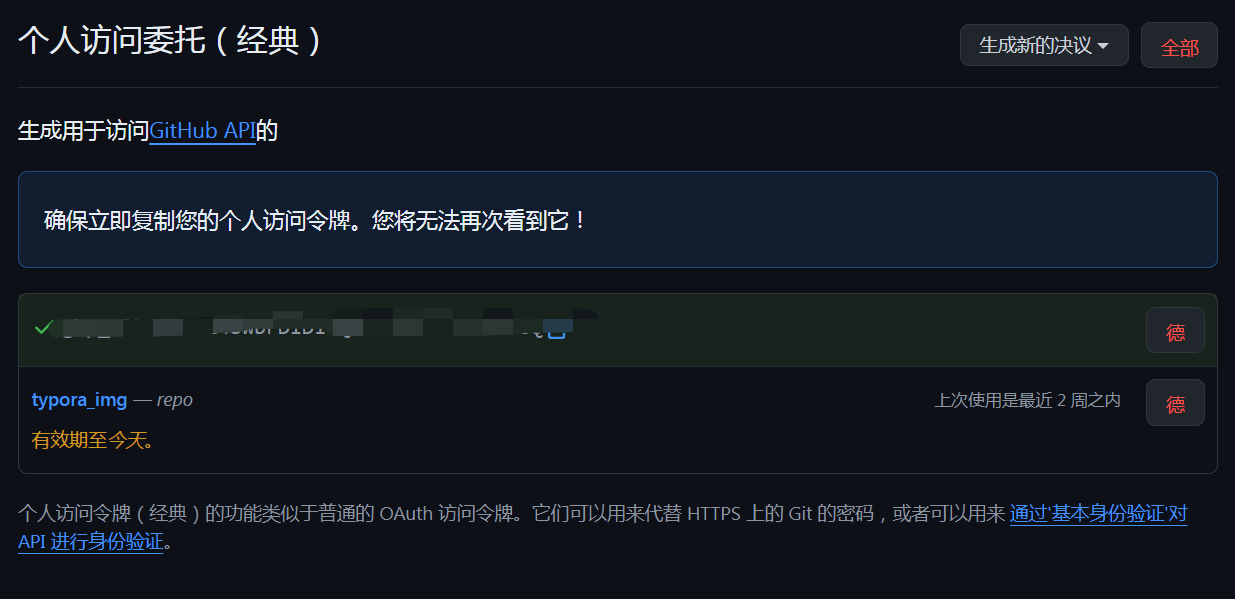 个人访问委托（经典）
生成新的决议
全部
生成用于访问GitHub API的
确保立即复制您的个人访问令牌。您将无法再次看到它！
德
typora_img — repo
上次使用是最近 2 周之内
德
有效期至今天。
个人访问令牌（经典）的功能类似于普通的 OAuth 访问令牌。它们可以用来代替 HTTPS 上的 Git 的密码，或者可以用来 通过'基本身份验证'对
API 进行身份验证。